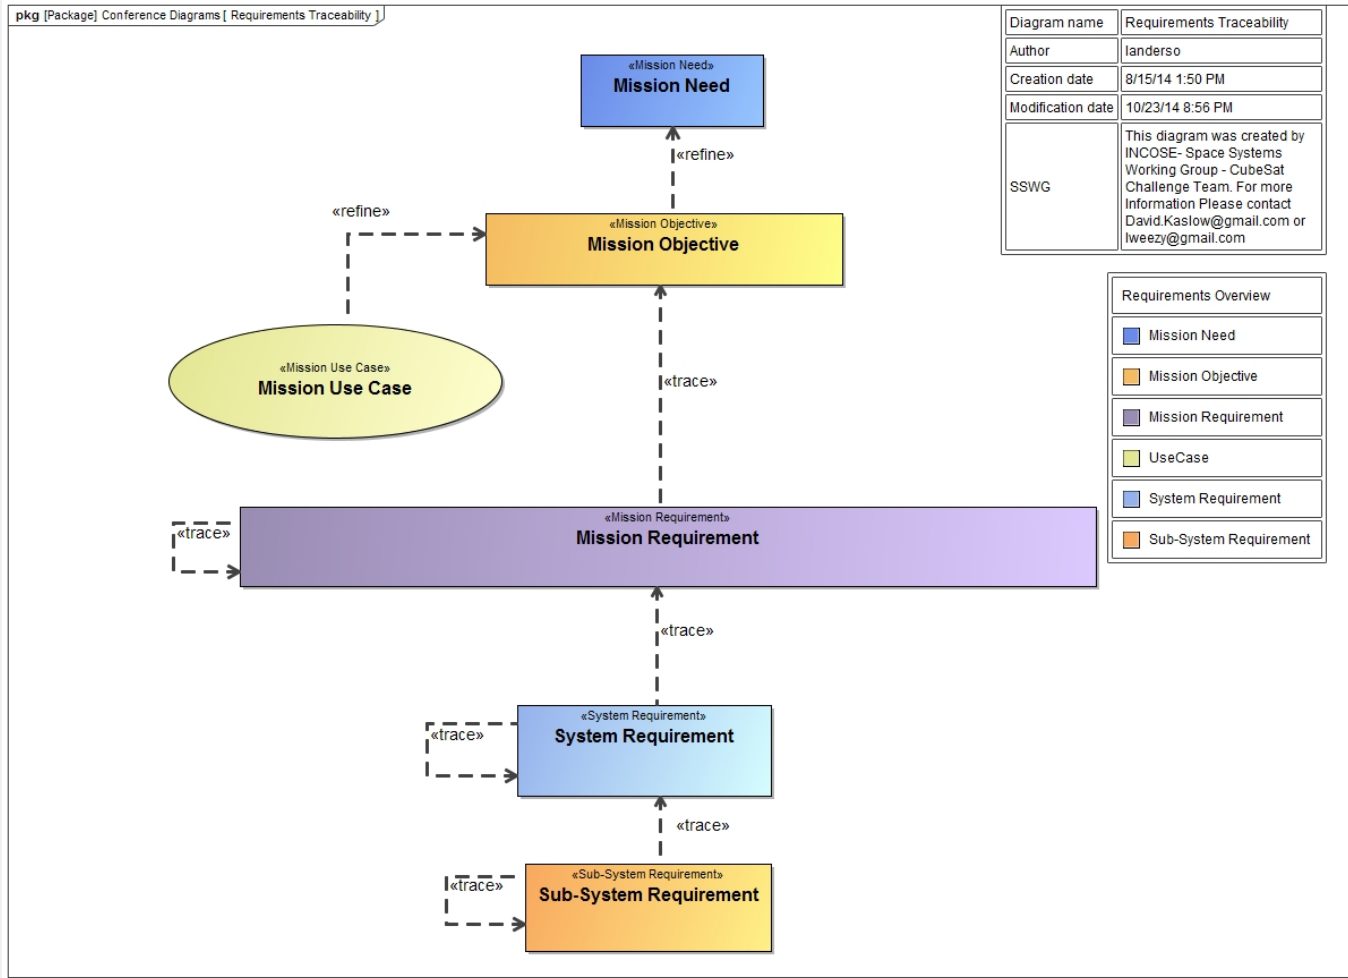 pkg [Package] Conference Diagrams [ Requirements Traceability ]
Diagram name Requirements Traceability
Author landerso
Creation date 8/15/14 1:50 PM
Modification date 10/23/14 8:56 PM
SSWG
This diagram was created by
INCOSE- Space Systems
Working Group - CubeSat
Challenge Team. For more
Information Please contact
David.Kaslow@gmail.com or
lweezy@gmail.com
«Mission Need»
Mission Need
«refine»
«refine»
«Mission Objective»
Mission Objective
«Mission Use Case»
Mission Use Case
«trace»
«Mission Requirement»
Mission Requirement
«trace»
«trace»
«System Requirement»
System Requirement
«trace»
«trace»
«Sub-System Requirement»
Sub-System Requirement
«trace»
Requirements Overview
Mission Need
Mission Objective
Mission Requirement
UseCase
System Requirement
Sub-System Requirement